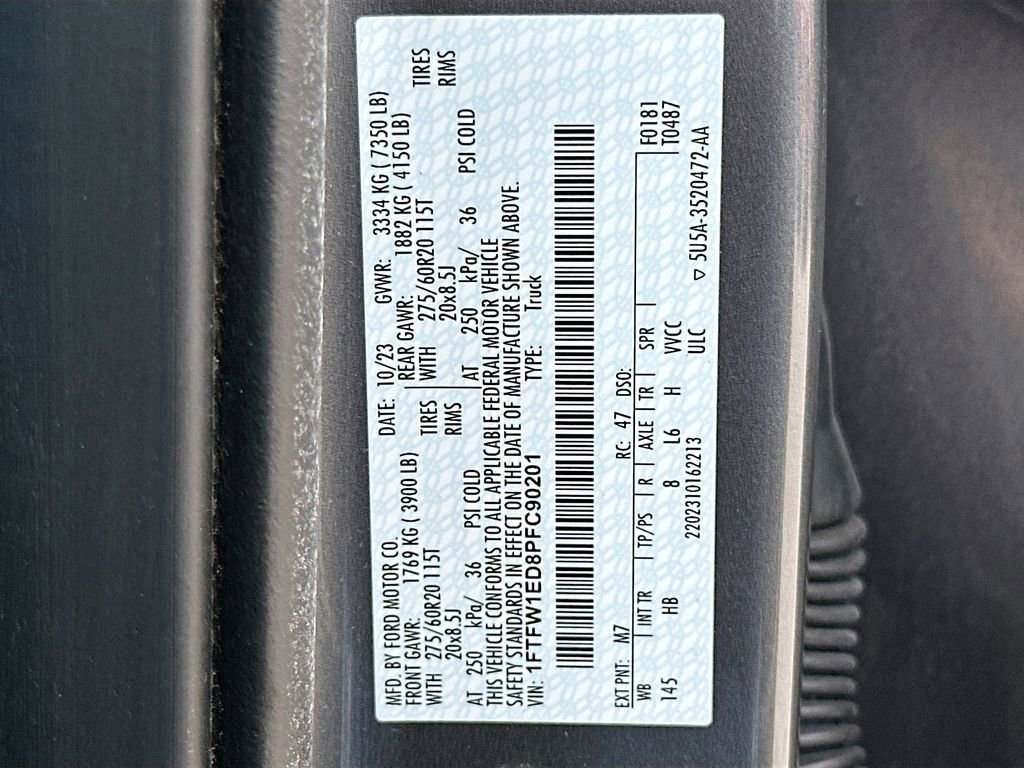 MFD. BY FORD MOTOR CO.
DATE: 10/23 GVWR: 3334 KG ( 7350 LB)
FRONT GAWR: 1769 KG ( 3900 LB)
REAR GAWR: 1882 KG ( 4150 LB)
WITH 275/60R20 115T TIRES
WITH 275/60R20 115T TIRES
20x8.5J RIMS
20x8.5J RIMS
AT 250 kPa/ 36 PSI COLD
AT 250 kPa/ 36 PSI COLD
THIS VEHICLE CONFORMS TO ALL APPLICABLE FEDERAL MOTOR VEHICLE
SAFETY STANDARDS IN EFFECT ON THE DATE OF MANUFACTURE SHOWN ABOVE.
VIN: 1FTFW1ED8PFC90201 TYPE: Truck
EXT PNT: M7 RC: 47 DSO:
WB INT TR TP/PS R AXLE TR SPR F0181
145 HB 8 L6 H VVCC T0487
2202310162213 ULC ▽ 5U5A-3520472-AA